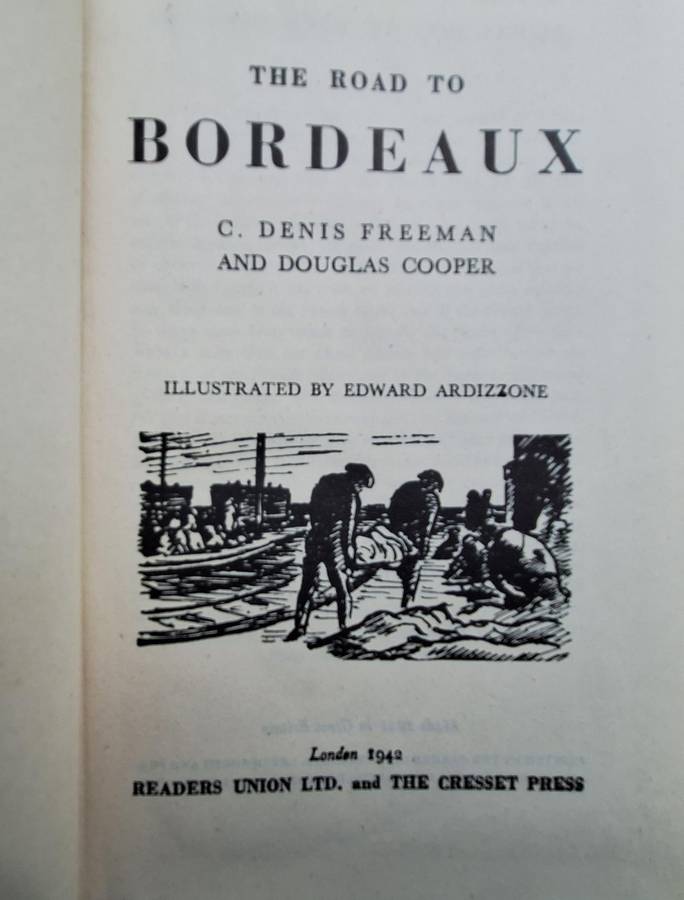 THE ROAD TO
BORDEAUX
C. DENIS FREEMAN
AND DOUGLAS COOPER
ILLUSTRATED BY EDWARD ARDIZZONE
London 1942
READERS UNION LTD. and THE CRESSET PRESS